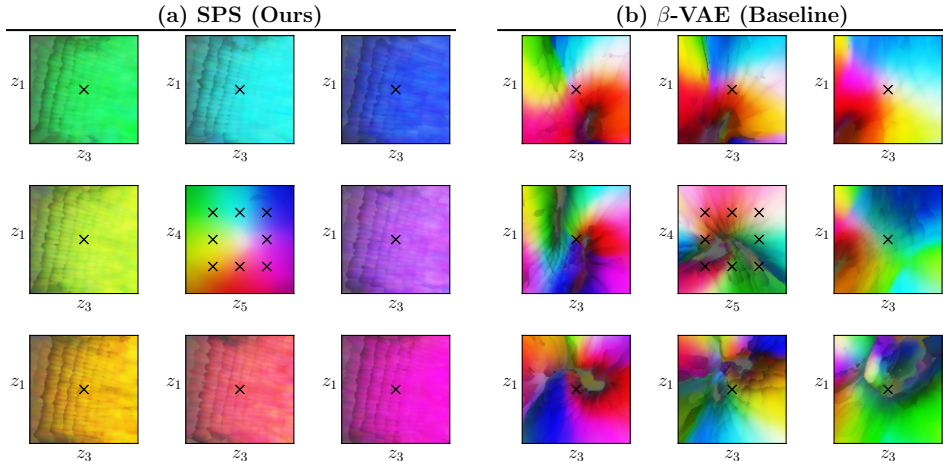 (a) SPS (Ours)
(b) β-VAE (Baseline)
z1 z1 z1 z1 z1 z1
z3 z3 z3 z3 z3 z3
z1 z4 z1 z1 z4 z1
z3 z5 z3 z3 z5 z3
z1 z1 z1 z1 z1 z1
z3 z3 z3 z3 z3 z3